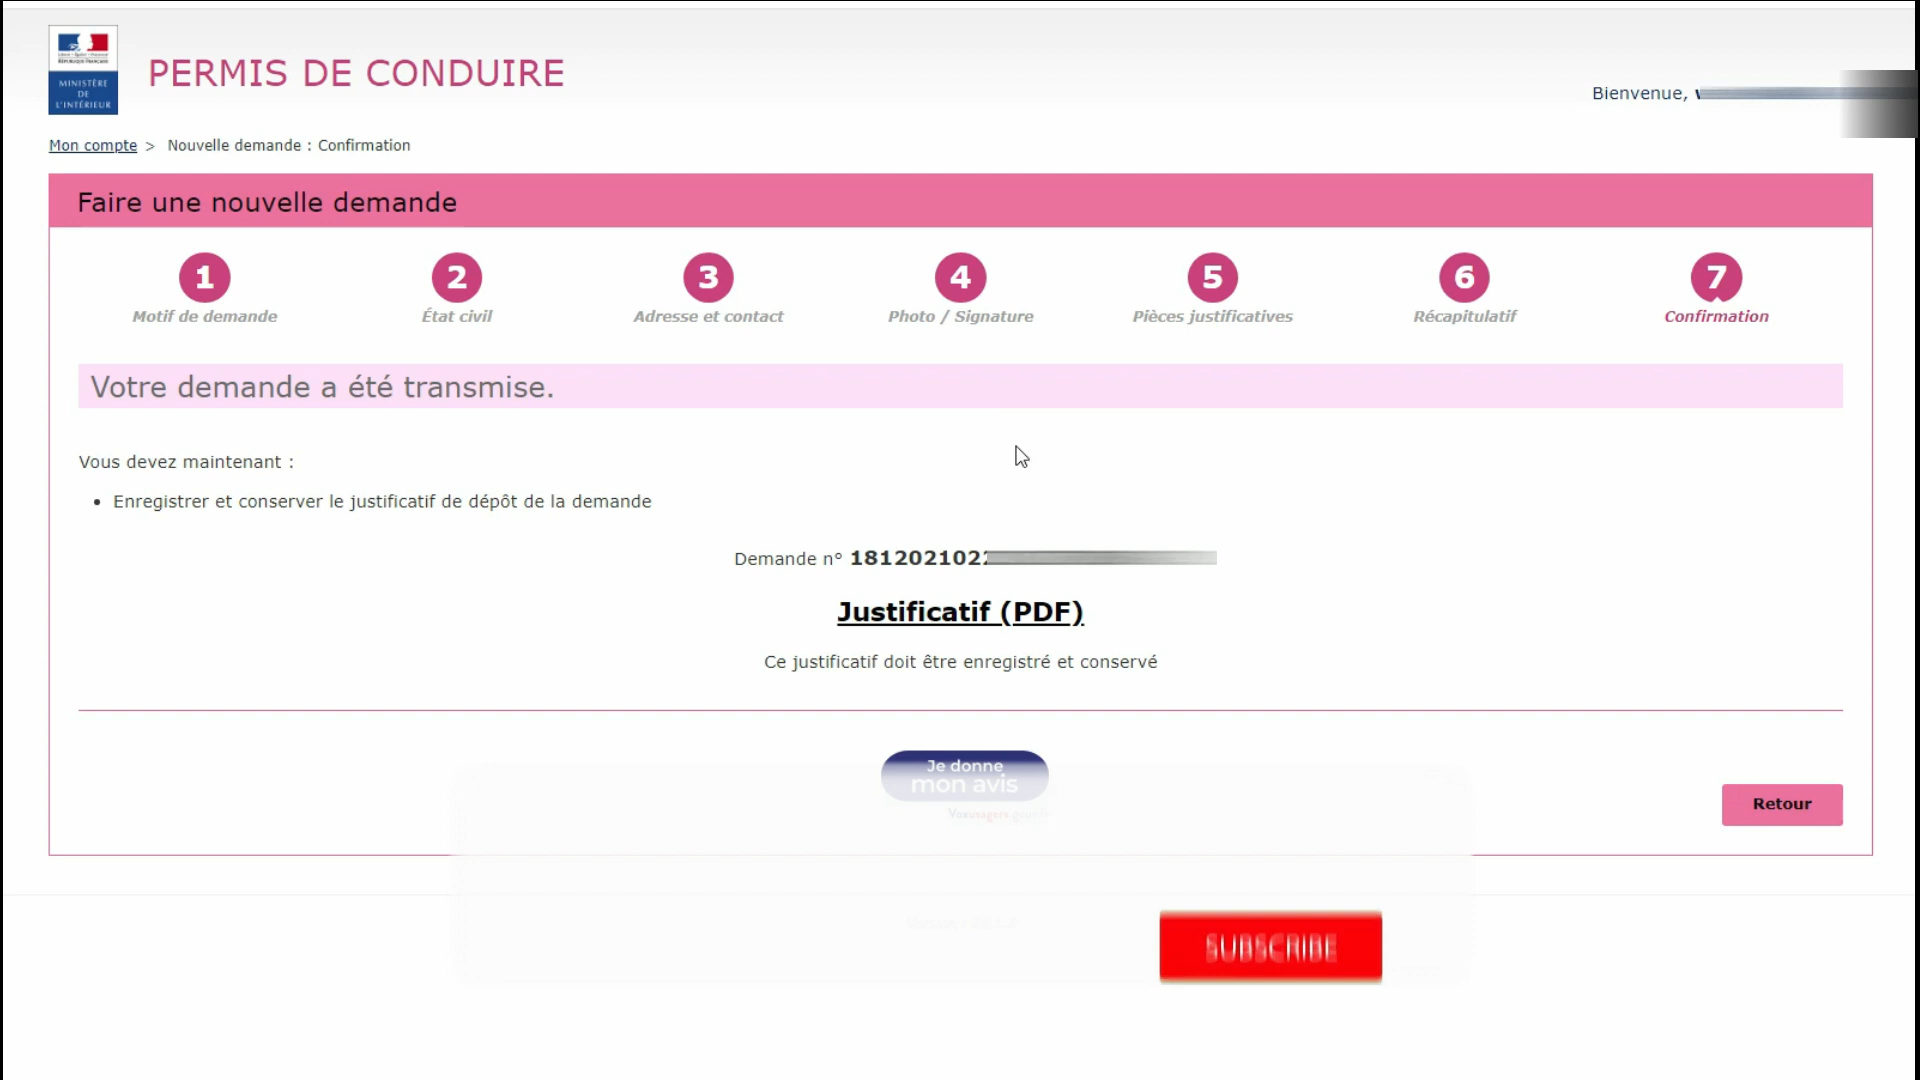 RÉPUBLIQUE FRANÇAISE
MINISTÈRE
DE
L'INTÉRIEUR
PERMIS DE CONDUIRE
Bienvenue,
Mon compte > Nouvelle demande : Confirmation
Faire une nouvelle demande
1 2 3 4 5 6 7
Motif de demande État civil Adresse et contact Photo / Signature Pièces justificatives Récapitulatif Confirmation
Votre demande a été transmise.
Vous devez maintenant :
• Enregistrer et conserver le justificatif de dépôt de la demande
Demande n° 1812021022
Justificatif (PDF)
Ce justificatif doit être enregistré et conservé
Je donne
mon avis
Retour
SUBSCRIBE